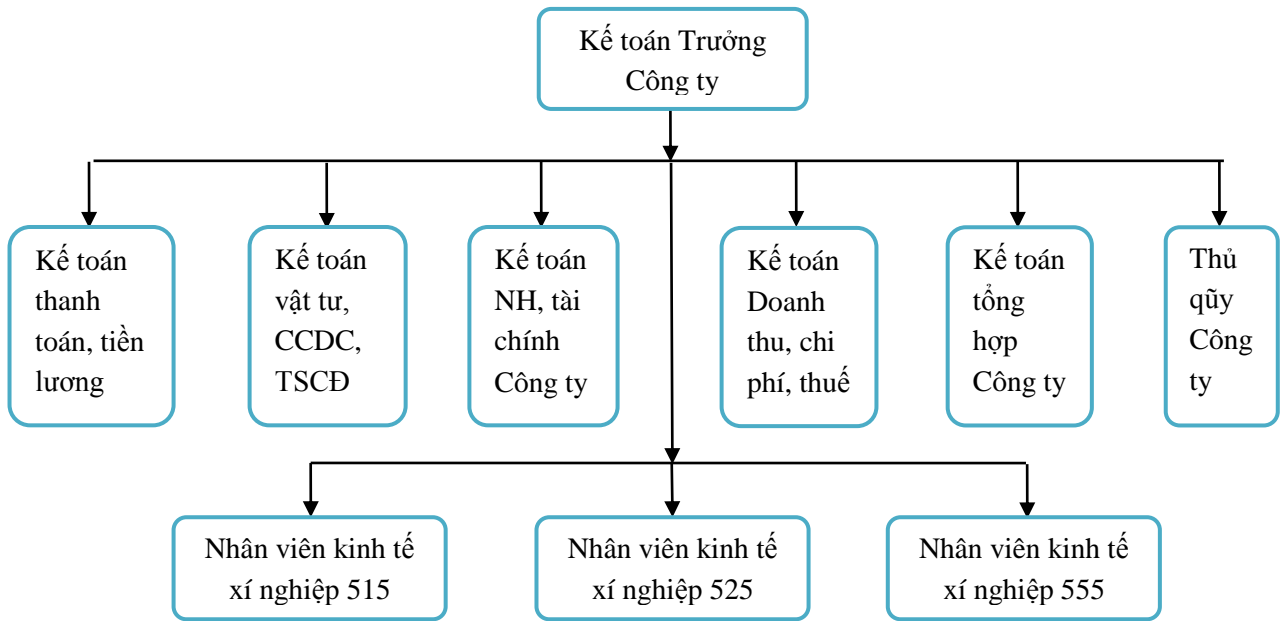 Kế toán Trưởng
Công ty
Kế toán
thanh
toán, tiền
lương
Kế toán
vật tư,
CCDC,
TSCĐ
Kế toán
NH, tài
chính
Công ty
Kế toán
Doanh
thu, chi
phí, thuế
Kế toán
tổng
hợp
Công ty
Thủ
qũy
Công
ty
Nhân viên kinh tế
xí nghiệp 515
Nhân viên kinh tế
xí nghiệp 525
Nhân viên kinh tế
xí nghiệp 555